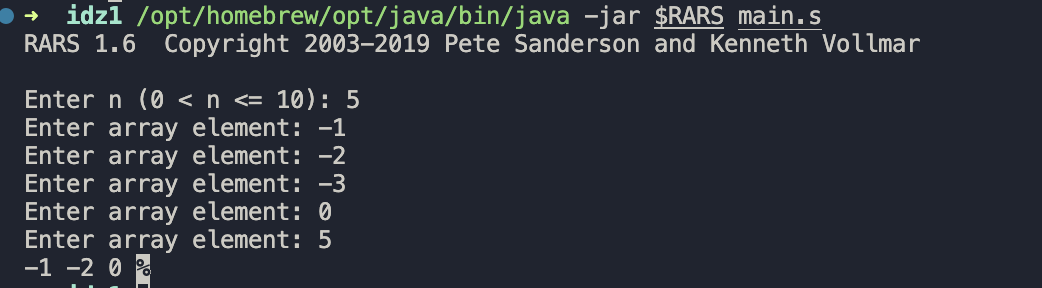 ➜ idz1 /opt/homebrew/opt/java/bin/java -jar $RARS main.s
RARS 1.6  Copyright 2003-2019 Pete Sanderson and Kenneth Vollmar
Enter n (0 < n <= 10): 5
Enter array element: -1
Enter array element: -2
Enter array element: -3
Enter array element: 0
Enter array element: 5
-1 -2 0 %